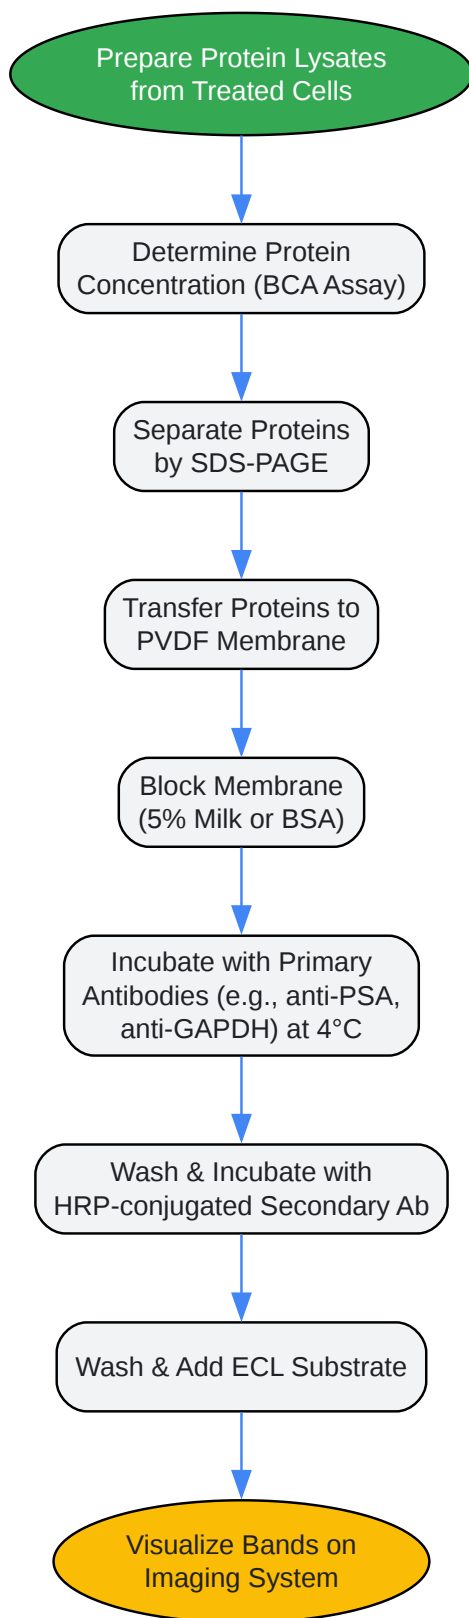 Prepare Protein Lysates
from Treated Cells
Determine Protein
Concentration (BCA Assay)
Separate Proteins
by SDS-PAGE
Transfer Proteins to
PVDF Membrane
Block Membrane
(5% Milk or BSA)
Incubate with Primary
Antibodies (e.g., anti-PSA,
anti-GAPDH) at 4°C
Wash & Incubate with
HRP-conjugated Secondary Ab
Wash & Add ECL Substrate
Visualize Bands on
Imaging System